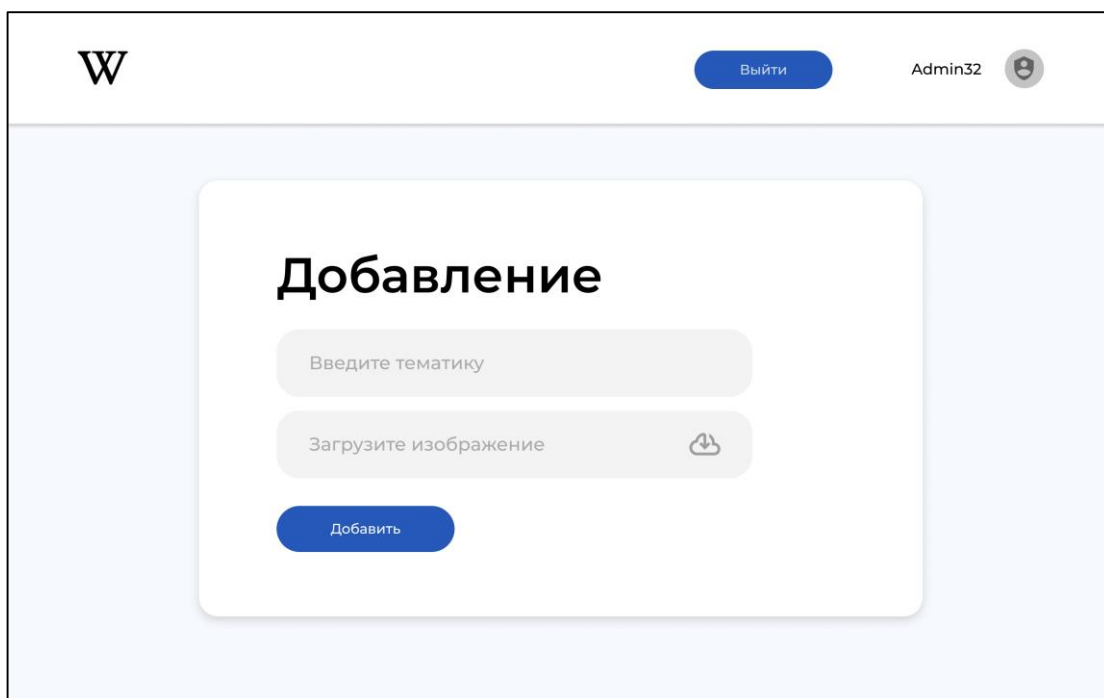 W
Выйти
Admin32
Добавление
Введите тематику
Загрузите изображение
Добавить